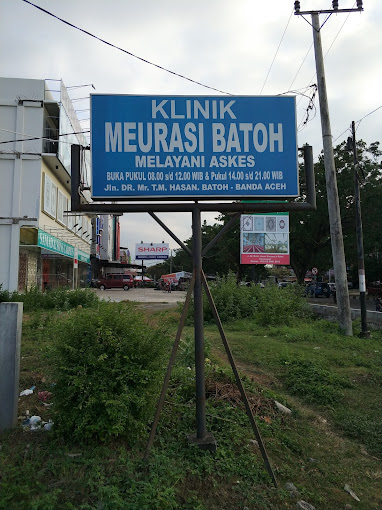 KLINIK
MEURASI BATOH
MELAYANI ASKES
BUKA PUKUL 08.00 s/d 12.00 WIB & Pukul 14.00 s/d 21.00 WIB
Jln. DR. Mr. T.M. HASAN. BATOH - BANDA ACEH
SHARP